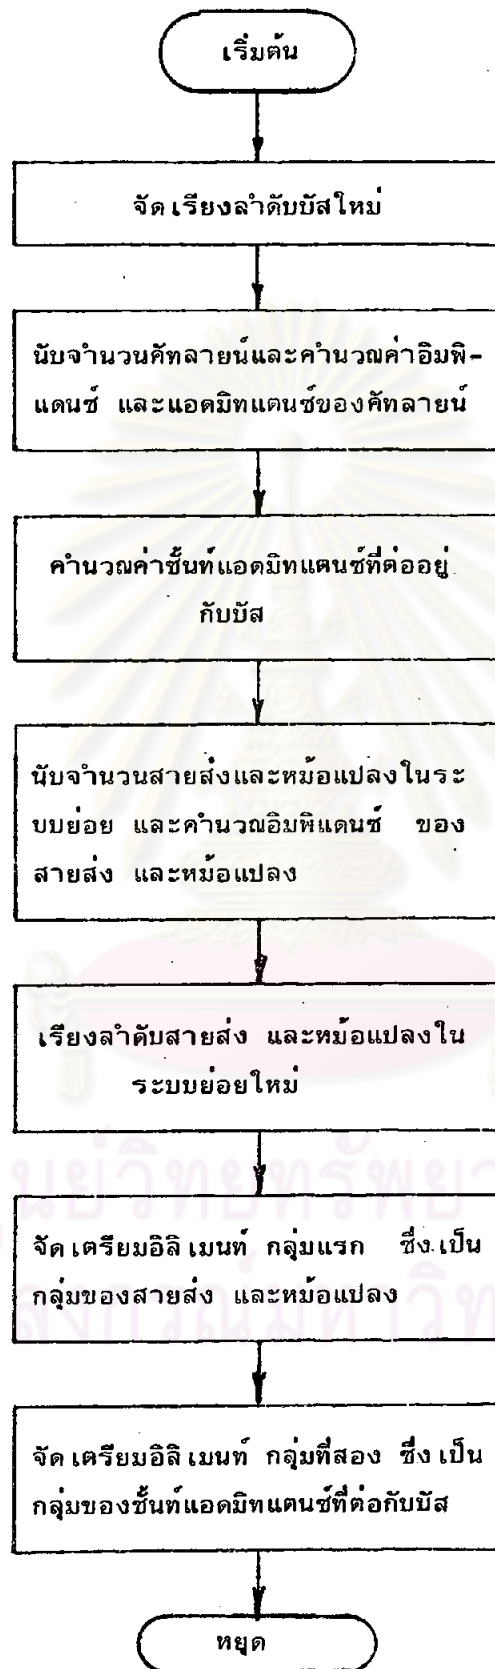 เริ่มต้น
จัดเรียงลำดับบัสใหม่
นับจำนวนคัทลายน์และคำนวณค่าอิมพิ-
แดนซ์ และแอดมิทแตนซ์ของคัทลายน์
คำนวณค่าชั้นท์แอดมิทแตนซ์ที่ต่ออยู่
กับบัส
นับจำนวนสายส่งและหม้อแปลงในระ
บบย่อย และคำนวณอิมพิแดนซ์ ของ
สายส่ง และหม้อแปลง
เรียงลำดับสายส่ง และหม้อแปลงใน
ระบบย่อยใหม่
จัดเตรียมอิลิเมนท์ กลุ่มแรก ซึ่งเป็น
กลุ่มของสายส่ง และหม้อแปลง
จัดเตรียมอิลิเมนท์ กลุ่มที่สอง ซึ่งเป็น
กลุ่มของชั้นท์แอดมิทแตนซ์ที่ต่อกับบัส
หยุด